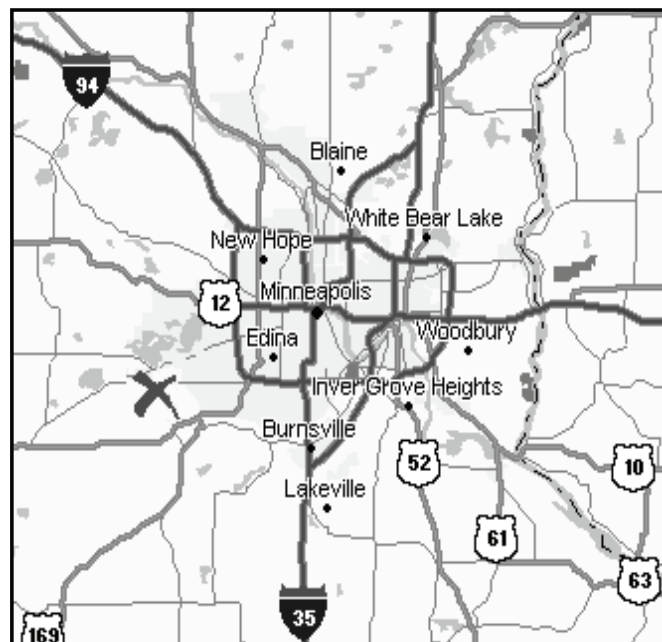 94
Blaine
White Bear Lake
New Hope
Minneapolis
12
Edina
Woodbury
Inver Grove Heights
Burnsville
52
10
Lakeville
61
63
35
169